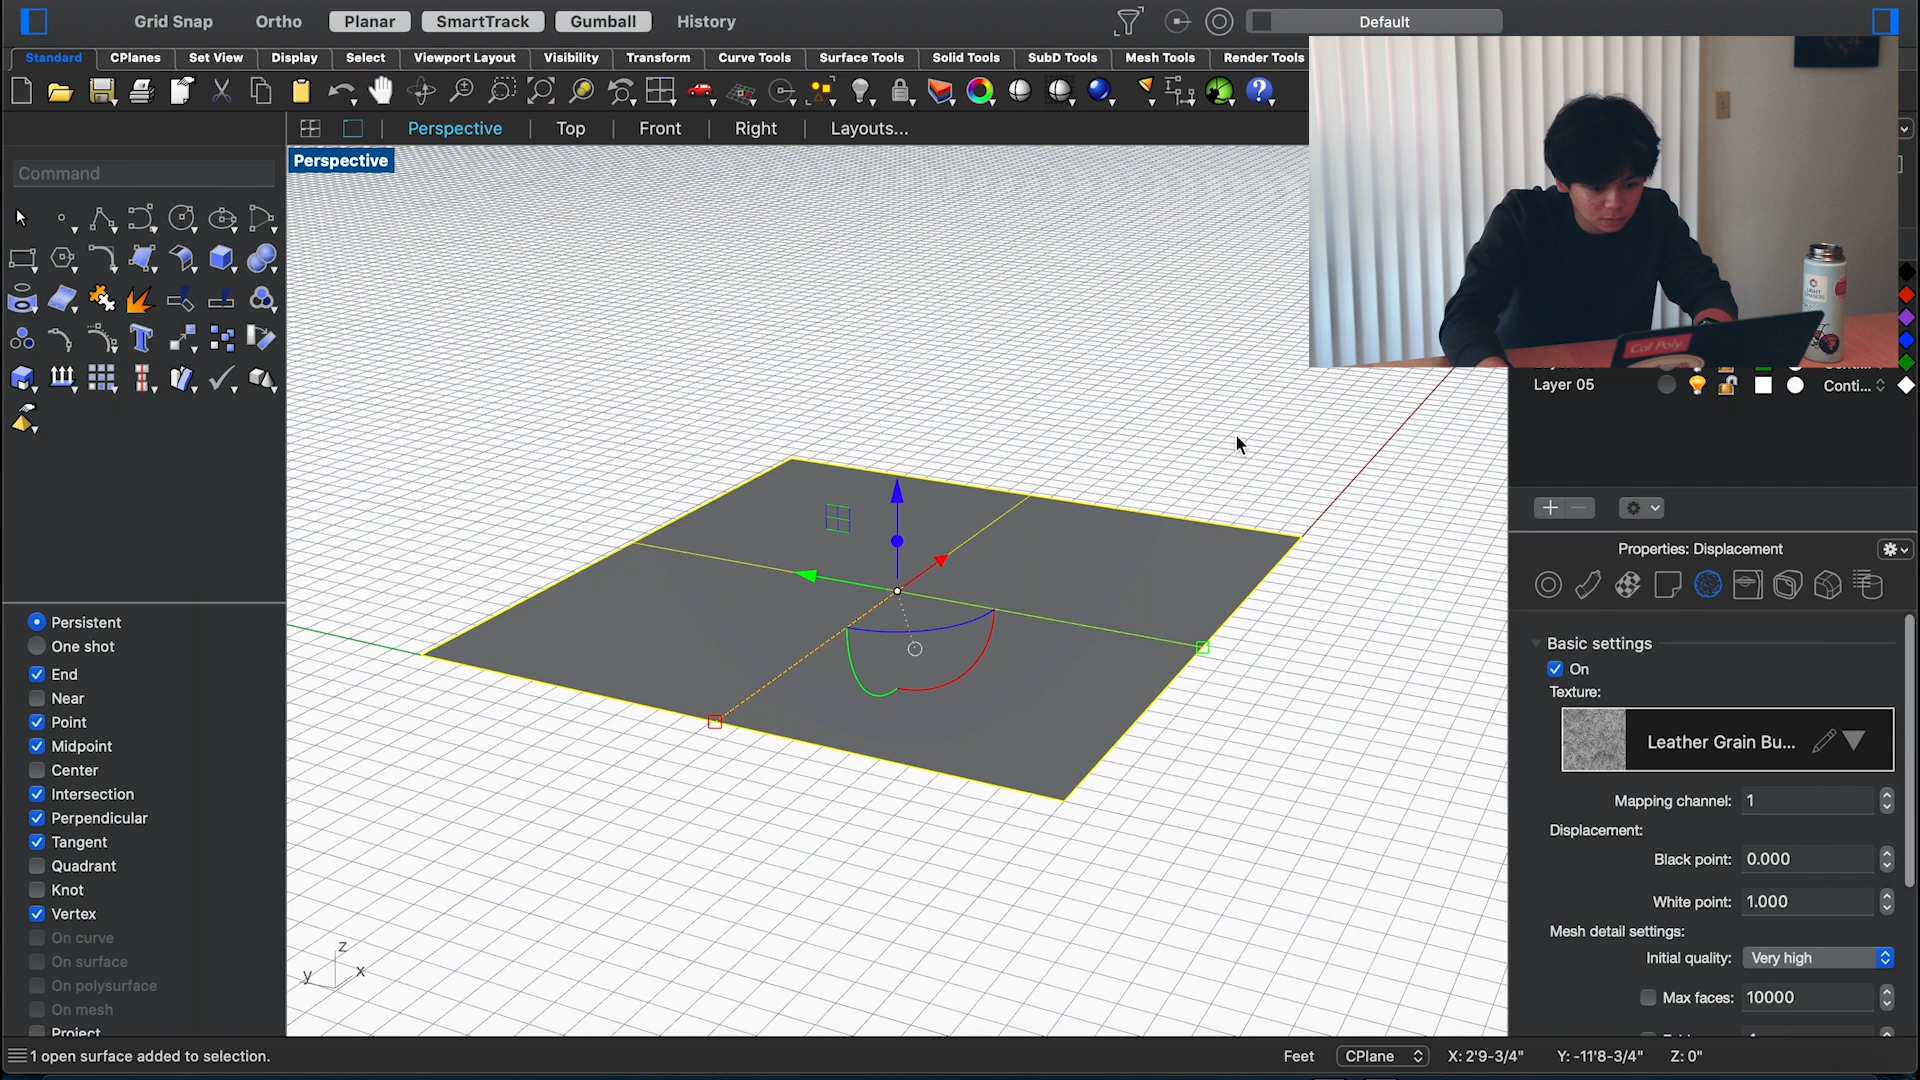 Grid Snap Ortho Planar SmartTrack Gumball History Default
Standard CPlanes Set View Display Select Viewport Layout Visibility Transform Curve Tools Surface Tools Solid Tools SubD Tools Mesh Tools Render Tools
Perspective Top Front Right Layouts...
Perspective
Command
LIGHT
Cal Poly
Layer 05 Conti...
Properties: Displacement
Persistent
One shot
End
Near
Point
Midpoint
Center
Intersection
Perpendicular
Tangent
Quadrant
Knot
Vertex
On curve
On surface
On polysurface
On mesh
Project
Basic settings
On
Texture:
Leather Grain Bu...
Mapping channel: 1
Displacement:
Black point: 0.000
White point: 1.000
Mesh detail settings:
Initial quality: Very high
Max faces: 10000
z
y x
1 open surface added to selection.
Feet CPlane X: 2'9-3/4" Y: -11'8-3/4" Z: 0"